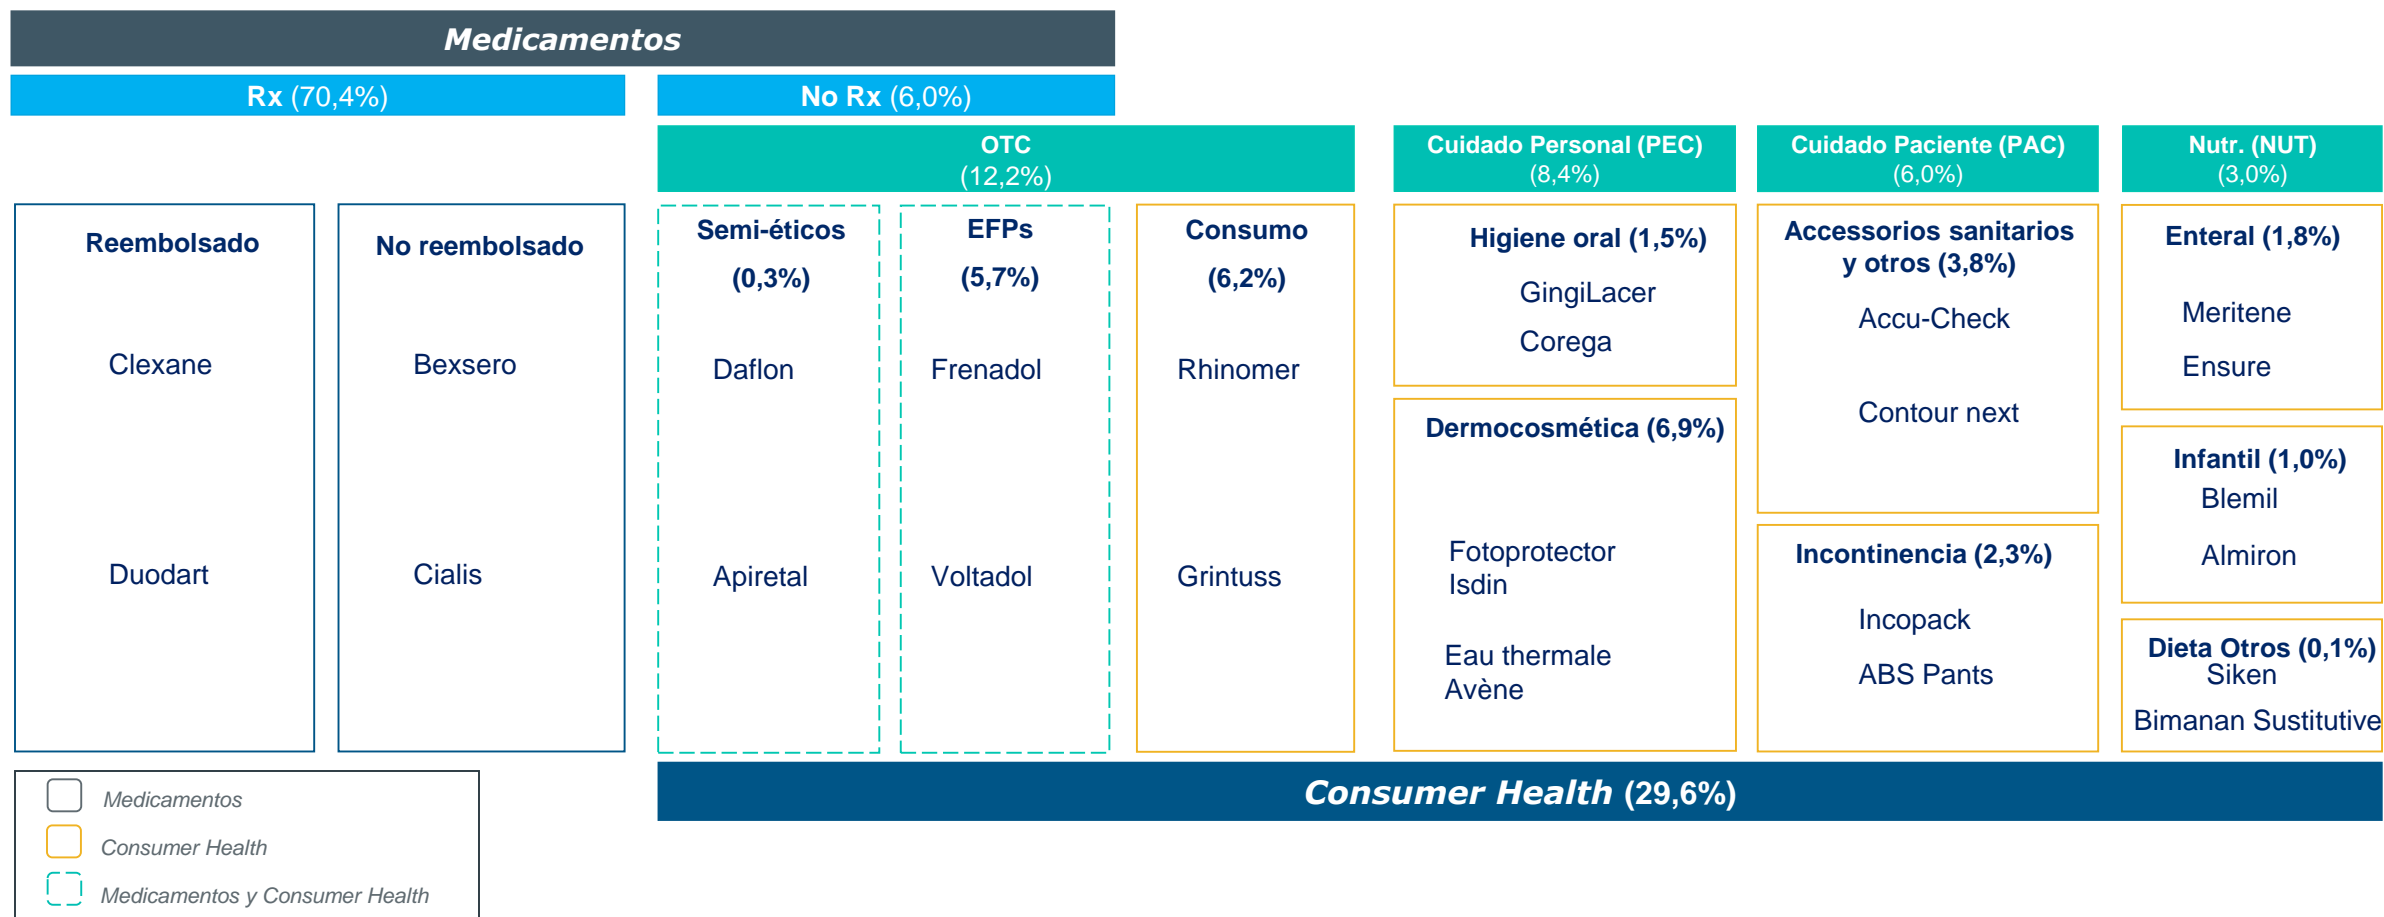 Medicamentos
Rx (70,4%)
No Rx (6,0%)
OTC
(12,2%)
Cuidado Personal (PEC)
(8,4%)
Cuidado Paciente (PAC)
(6,0%)
Nutr. (NUT)
(3,0%)
Reembolsado
Clexane
Duodart
No reembolsado
Bexsero
Cialis
Semi-éticos
(0,3%)
Daflon
Apiretal
EFPs
(5,7%)
Frenadol
Voltadol
Consumo
(6,2%)
Rhinomer
Grintuss
Higiene oral (1,5%)
GingiLacer
Corega
Dermocosmética (6,9%)
Fotoprotector
Isdin
Eau thermale
Avène
Accessorios sanitarios
y otros (3,8%)
Accu-Check
Contour next
Incontinencia (2,3%)
Incopack
ABS Pants
Enteral (1,8%)
Meritene
Ensure
Infantil (1,0%)
Blemil
Almiron
Dieta Otros (0,1%)
Siken
Bimanan Sustitutive
Consumer Health (29,6%)
Medicamentos
Consumer Health
Medicamentos y Consumer Health